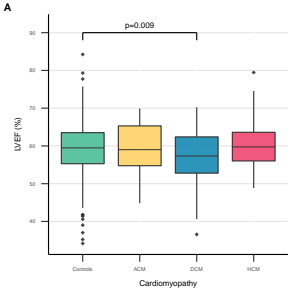 A
p=0.009
90
80
70
60
50
40
LVEF (%)
Controls
ACM
DCM
HCM
Cardiomyopathy